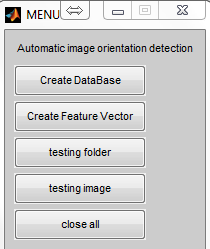 MENU
Automatic image orientation detection
Create DataBase
Create Feature Vector
testing folder
testing image
close all